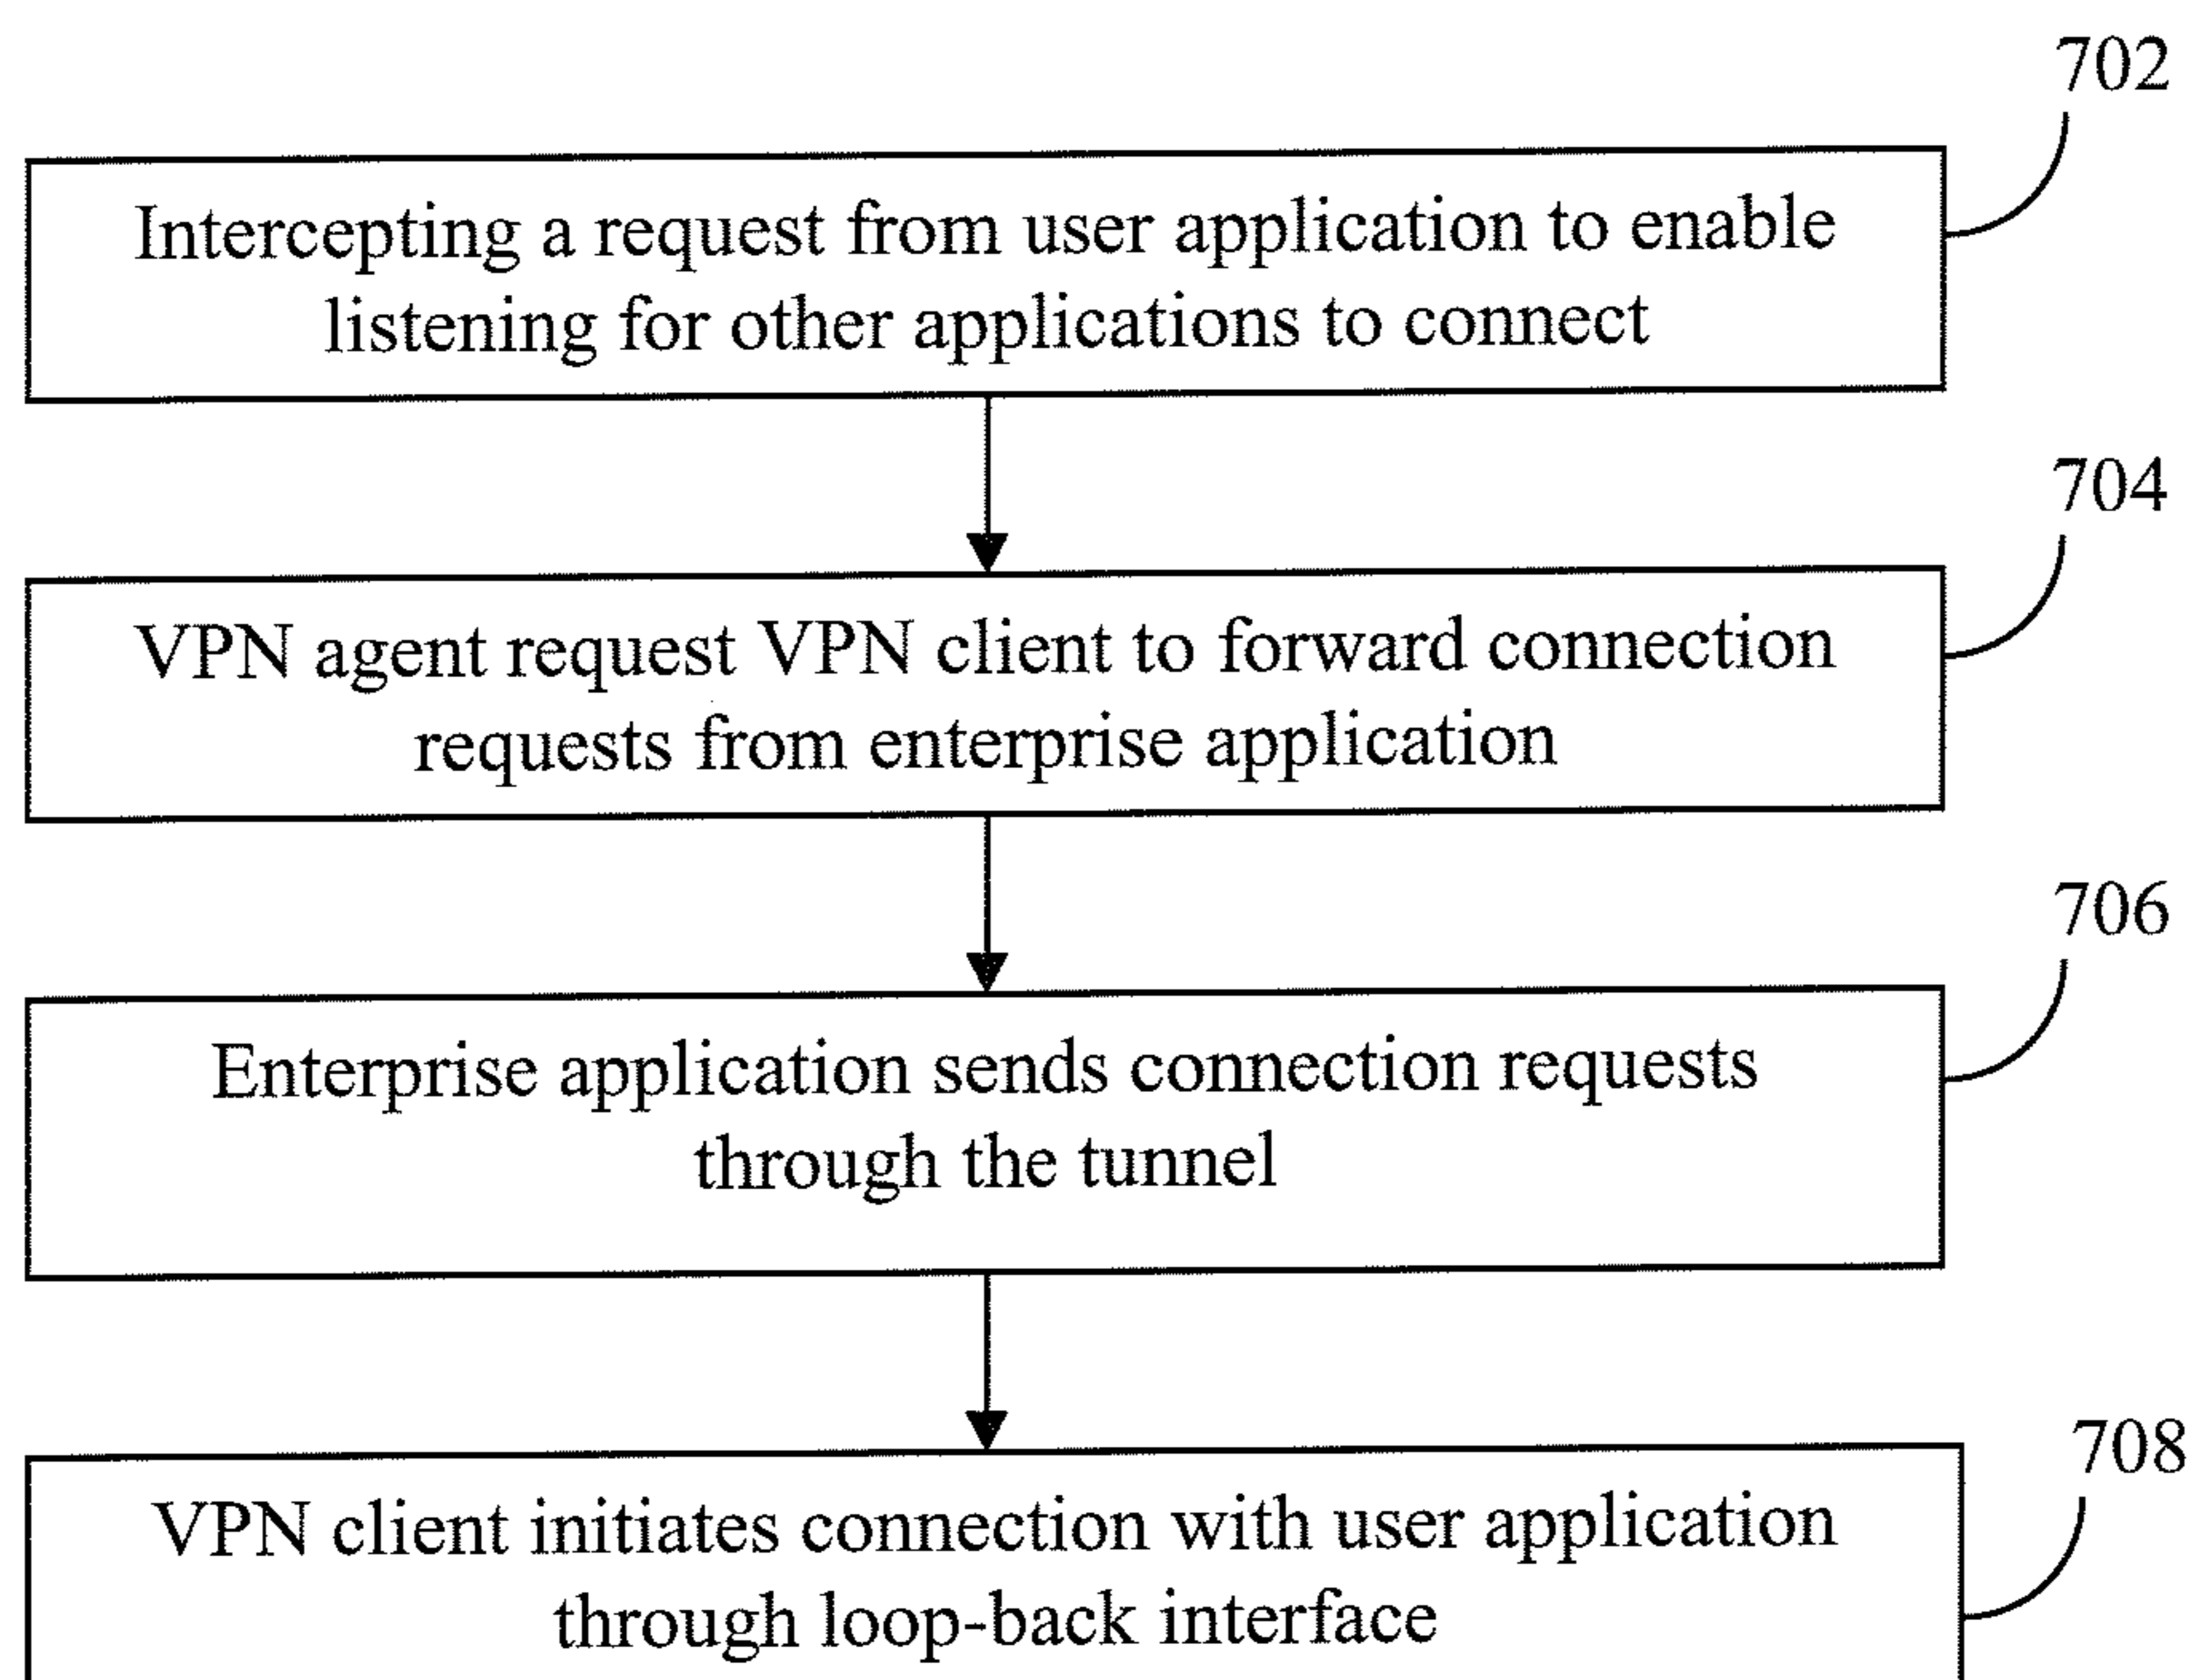 702
Intercepting a request from user application to enable
listening for other applications to connect
704
VPN agent request VPN client to forward connection
requests from enterprise application
706
Enterprise application sends connection requests
through the tunnel
708
VPN client initiates connection with user application
through loop-back interface